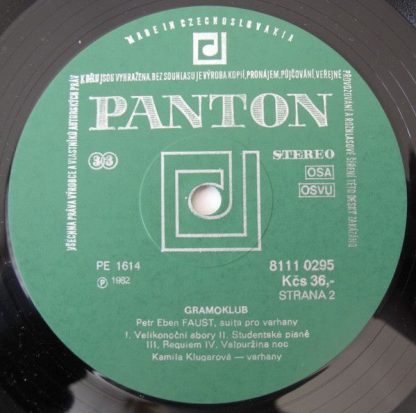 MADE IN CZECHOSLOVAKIA
VŠECHNA PRÁVA VÝROBCE A VLASTNÍKŮ AUTORSKÝCH PRÁV K DÍLU JSOU VYHRAŽENA. BEZ SOUHLASU JE VÝROBA KOPIÍ, PRONÁJEM, PŮJČOVÁNÍ, VEŘEJNÉ PROVOZOVÁNÍ A ROZHLASOVÉ ŠÍŘENÍ TÉTO DESKY ZAKÁZÁNO
PANTON
33
STEREO
OSA
OSVU
PE 1614
8111 0295
Ⓟ 1982
Kčs 36,-
STRANA 2
GRAMOKLUB
Petr Eben FAUST, suita pro varhany
I. Velikonoční sbory II. Studentské písně
III. Requiem IV. Valpuržina noc
Kamila Klugarová – varhany